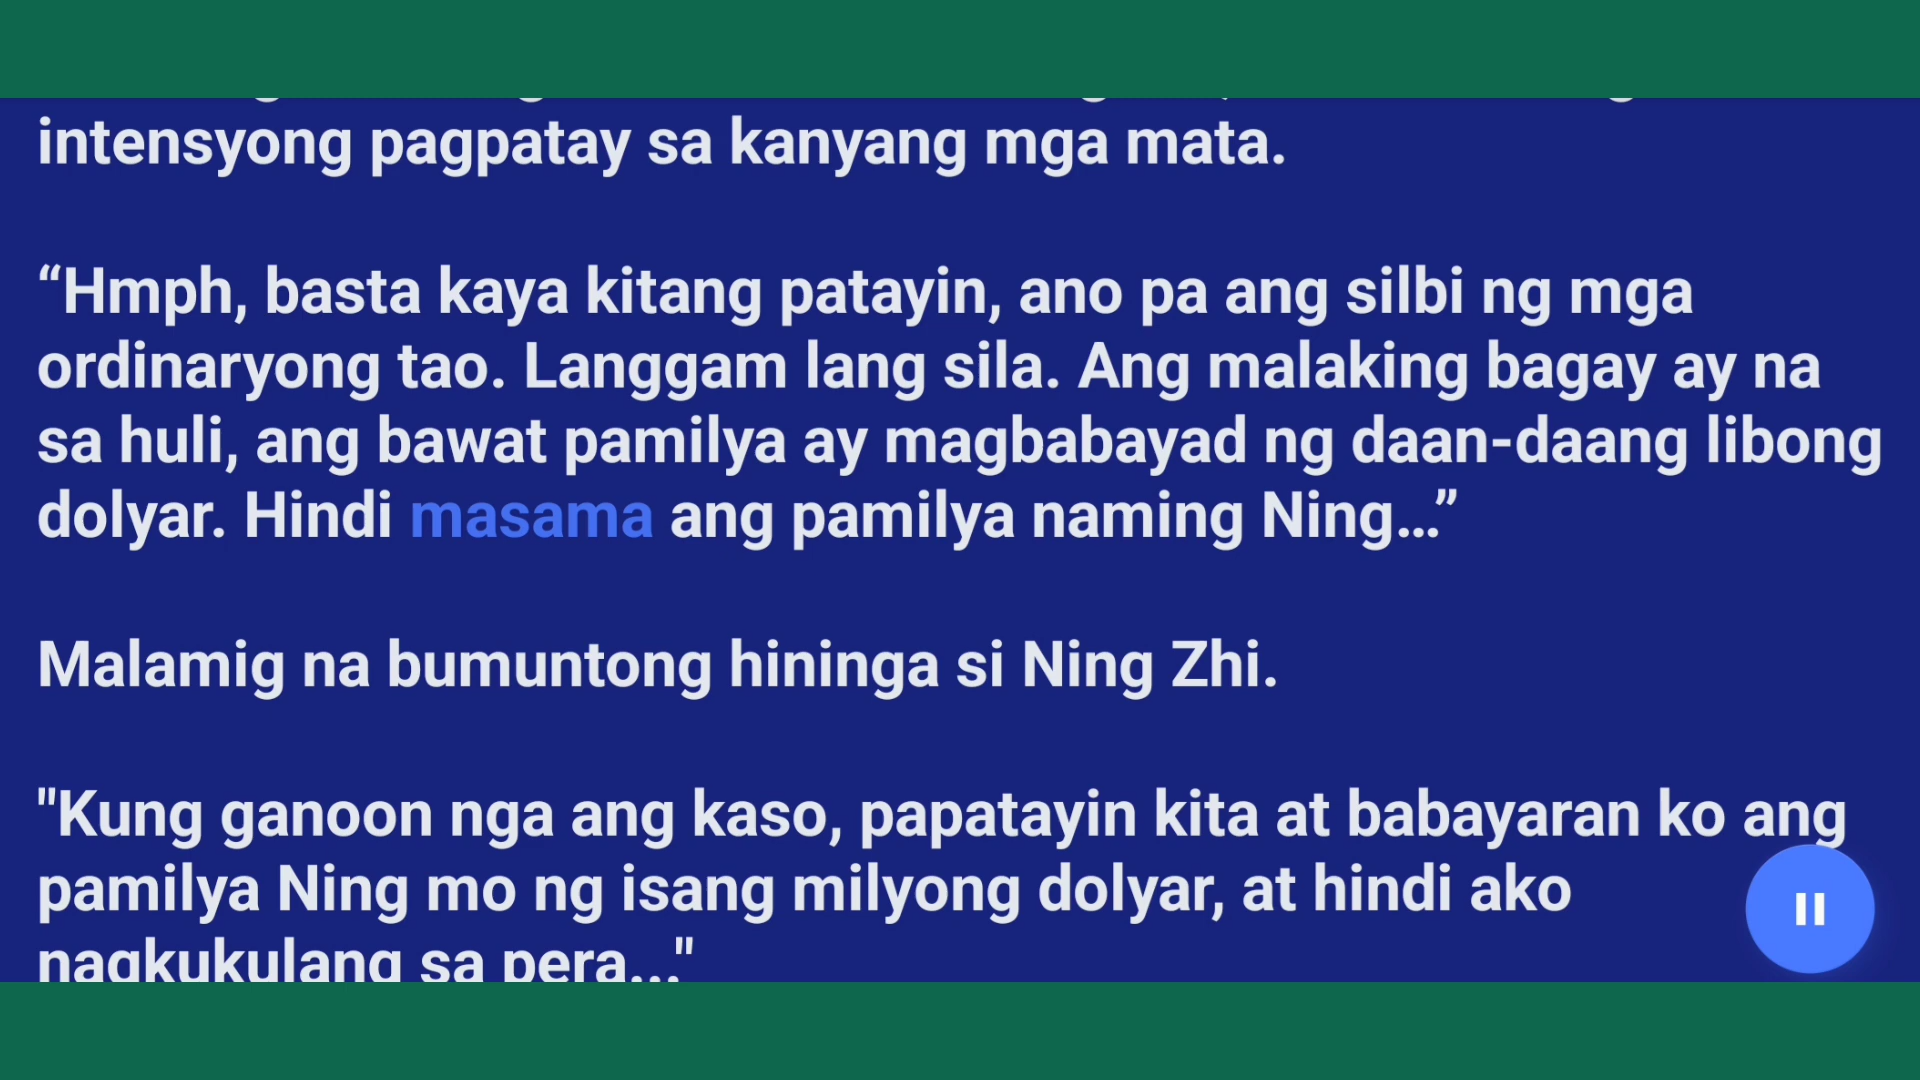 intensyong pagpatay sa kanyang mga mata.
“Hmph, basta kaya kitang patayin, ano pa ang silbi ng mga
ordinaryong tao. Langgam lang sila. Ang malaking bagay ay na
sa huli, ang bawat pamilya ay magbabayad ng daan-daang libong
dolyar. Hindi masama ang pamilya naming Ning…”
Malamig na bumuntong hininga si Ning Zhi.
"Kung ganoon nga ang kaso, papatayin kita at babayaran ko ang
pamilya Ning mo ng isang milyong dolyar, at hindi ako
nagkukulang sa pera..."